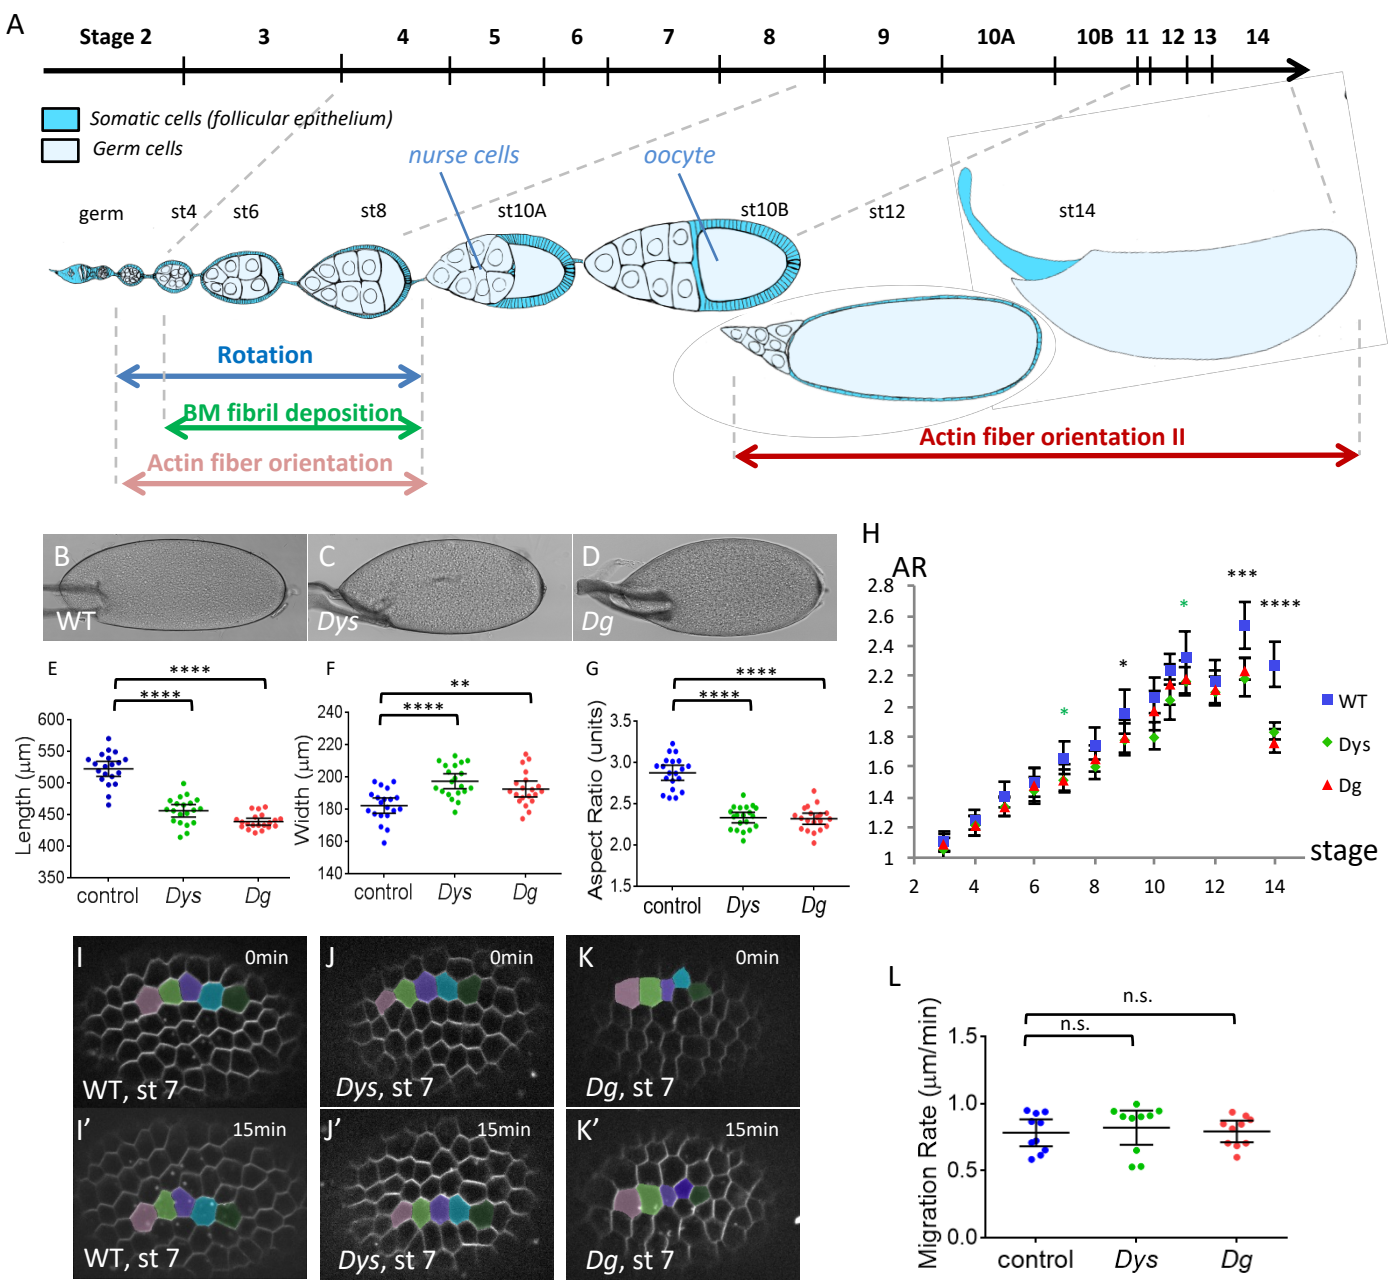 A
Stage 2 3 4 5 6 7 8 9 10A 10B 11 12 13 14
Somatic cells (follicular epithelium)
Germ cells
nurse cells oocyte
germ st4 st6 st8 st10A st10B st12 st14
Rotation
BM fibril deposition
Actin fiber orientation
Actin fiber orientation II
B
WT
C
Dys
D
Dg
E
****
****
Length (μm)
600
550
500
450
400
350
control Dys Dg
F
**
****
Width (μm)
240
220
200
180
160
140
control Dys Dg
G
****
****
Aspect Ratio (units)
3.5
3.0
2.5
2.0
1.5
control Dys Dg
H
AR
2.8
2.6
2.4
2.2
2
1.8
1.6
1.4
1.2
1
* * * *** ****
2 4 6 8 10 12 14
stage
WT
Dys
Dg
I
0min
WT, st 7
I’
15min
WT, st 7
J
0min
Dys, st 7
J’
15min
Dys, st 7
K
0min
Dg, st 7
K’
15min
Dg, st 7
L
n.s.
n.s.
Migration Rate (μm/min)
1.5
1.0
0.5
0.0
control Dys Dg